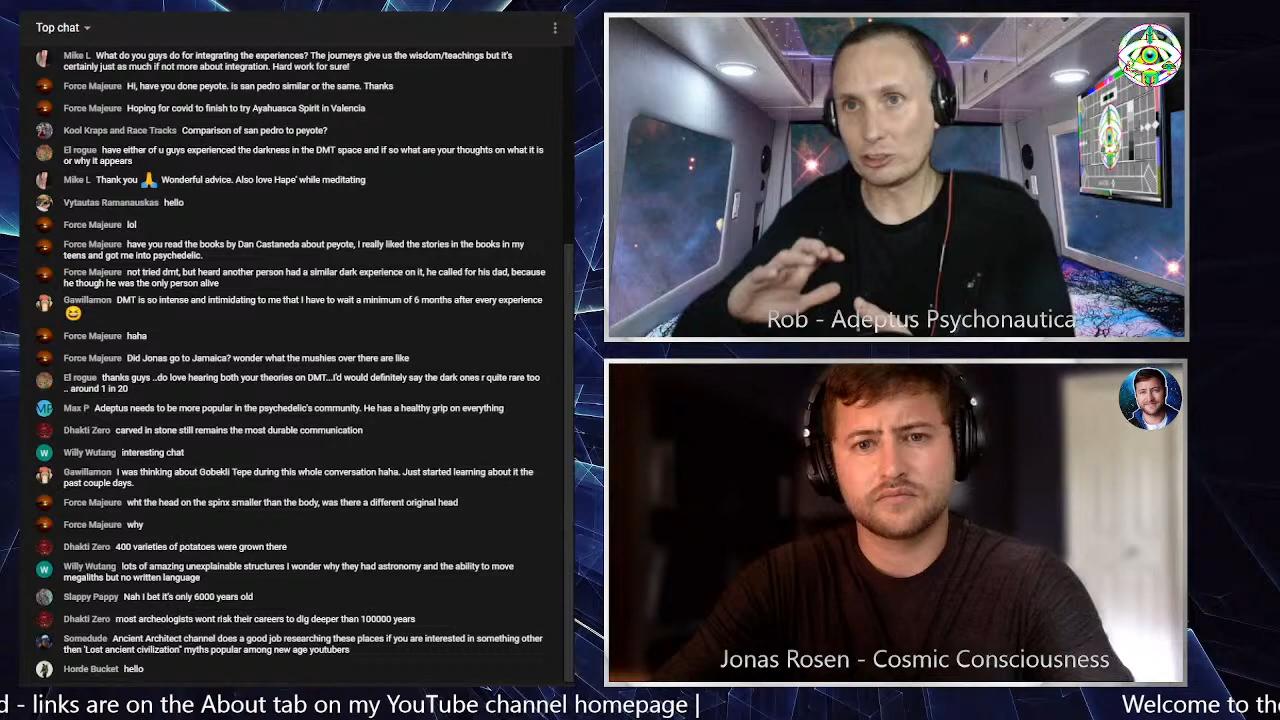 Top chat
Mike L What do you guys do for integrating the experiences? The journeys give us the wisdom/teachings but it's
certainly just as much if not more about integration. Hard work for sure!
Force Majeure Hi, have you done peyote. is san pedro similar or the same. Thanks
Force Majeure Hoping for covid to finish to try Ayahuasca Spirit in Valencia
Kool Kraps and Race Tracks Comparison of san pedro to peyote?
El rogue have either of u guys experienced the darkness in the DMT space and if so what are your thoughts on what it is
or why it appears
Mike L Thank you 🙏 Wonderful advice. Also love Hape' while meditating
Vytautas Ramanauskas hello
Force Majeure lol
Force Majeure have you read the books by Dan Castaneda about peyote, I really liked the stories in the books in my
teens and got me into psychedelic.
Force Majeure not tried dmt, but heard another person had a similar dark experience on it, he called for his dad, because
he though he was the only person alive
Gawillamon DMT is so intense and intimidating to me that I have to wait a minimum of 6 months after every experience
😆
Force Majeure haha
Force Majeure Did Jonas go to Jamaica? wonder what the mushies over there are like
El rogue thanks guys ..do love hearing both your theories on DMT...I'd would definitely say the dark ones r quite rare too
.. around 1 in 20
MP Max P Adeptus needs to be more popular in the psychedelic's community. He has a healthy grip on everything
Dhakti Zero carved in stone still remains the most durable communication
W Willy Wutang interesting chat
Gawillamon I was thinking about Gobekli Tepe during this whole conversation haha. Just started learning about it the
past couple days.
Force Majeure wht the head on the spinx smaller than the body, was there a different original head
Force Majeure why
Dhakti Zero 400 varieties of potatoes were grown there
W Willy Wutang lots of amazing unexplainable structures I wonder why they had astronomy and the ability to move
megaliths but no written language
Slappy Pappy Nah I bet it's only 6000 years old
Dhakti Zero most archeologists wont risk their careers to dig deeper than 100000 years
Somedude Ancient Architect channel does a good job researching these places if you are interested in something other
then 'Lost ancient civilization" myths popular among new age youtubers
Horde Bucket hello
Rob - Adeptus Psychonautica
Jonas Rosen - Cosmic Consciousness
d - links are on the About tab on my YouTube channel homepage | Welcome to the